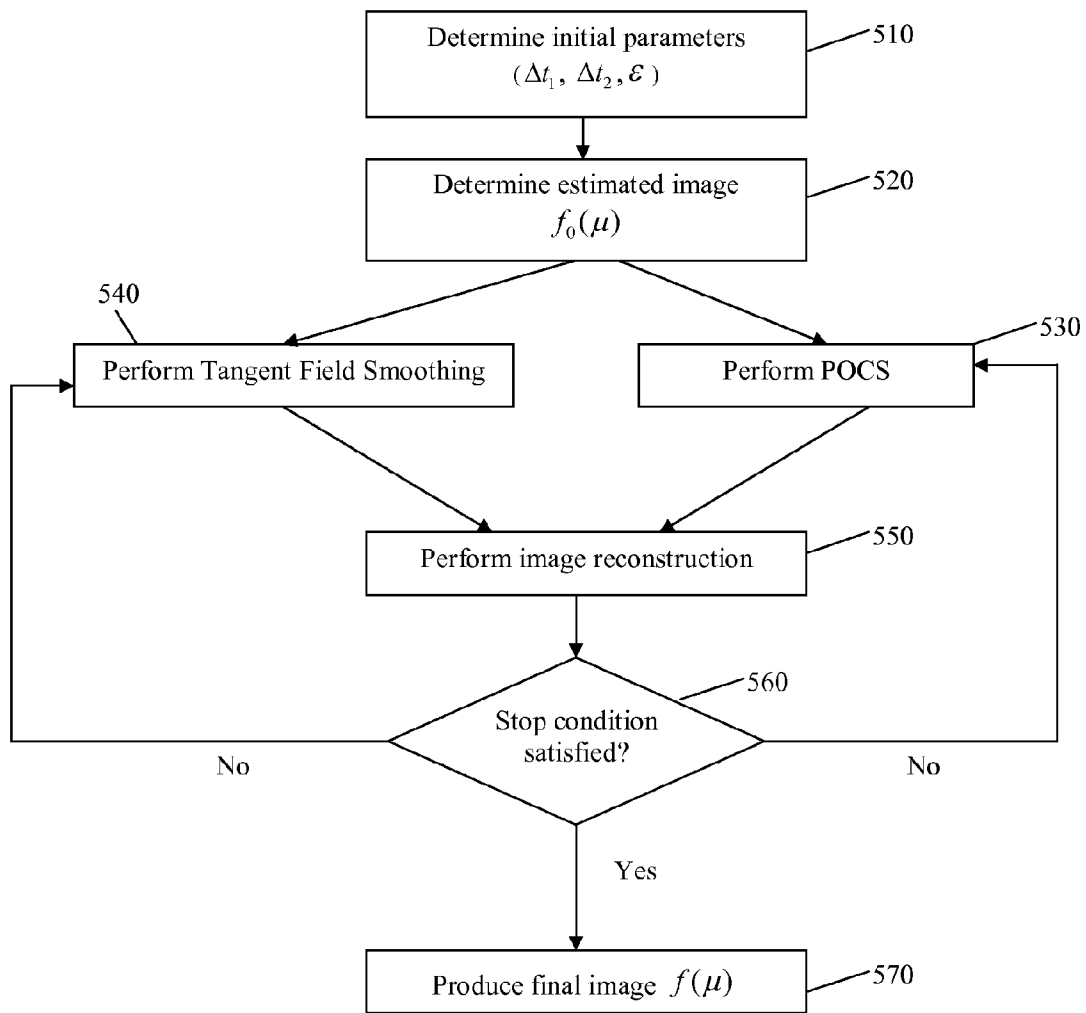 Determine initial parameters
(Δt₁, Δt₂, ε)
510
Determine estimated image
f₀(μ)
520
540
530
Perform Tangent Field Smoothing
Perform POCS
Perform image reconstruction
550
560
Stop condition
satisfied?
No
No
Yes
Produce final image f(μ)
570